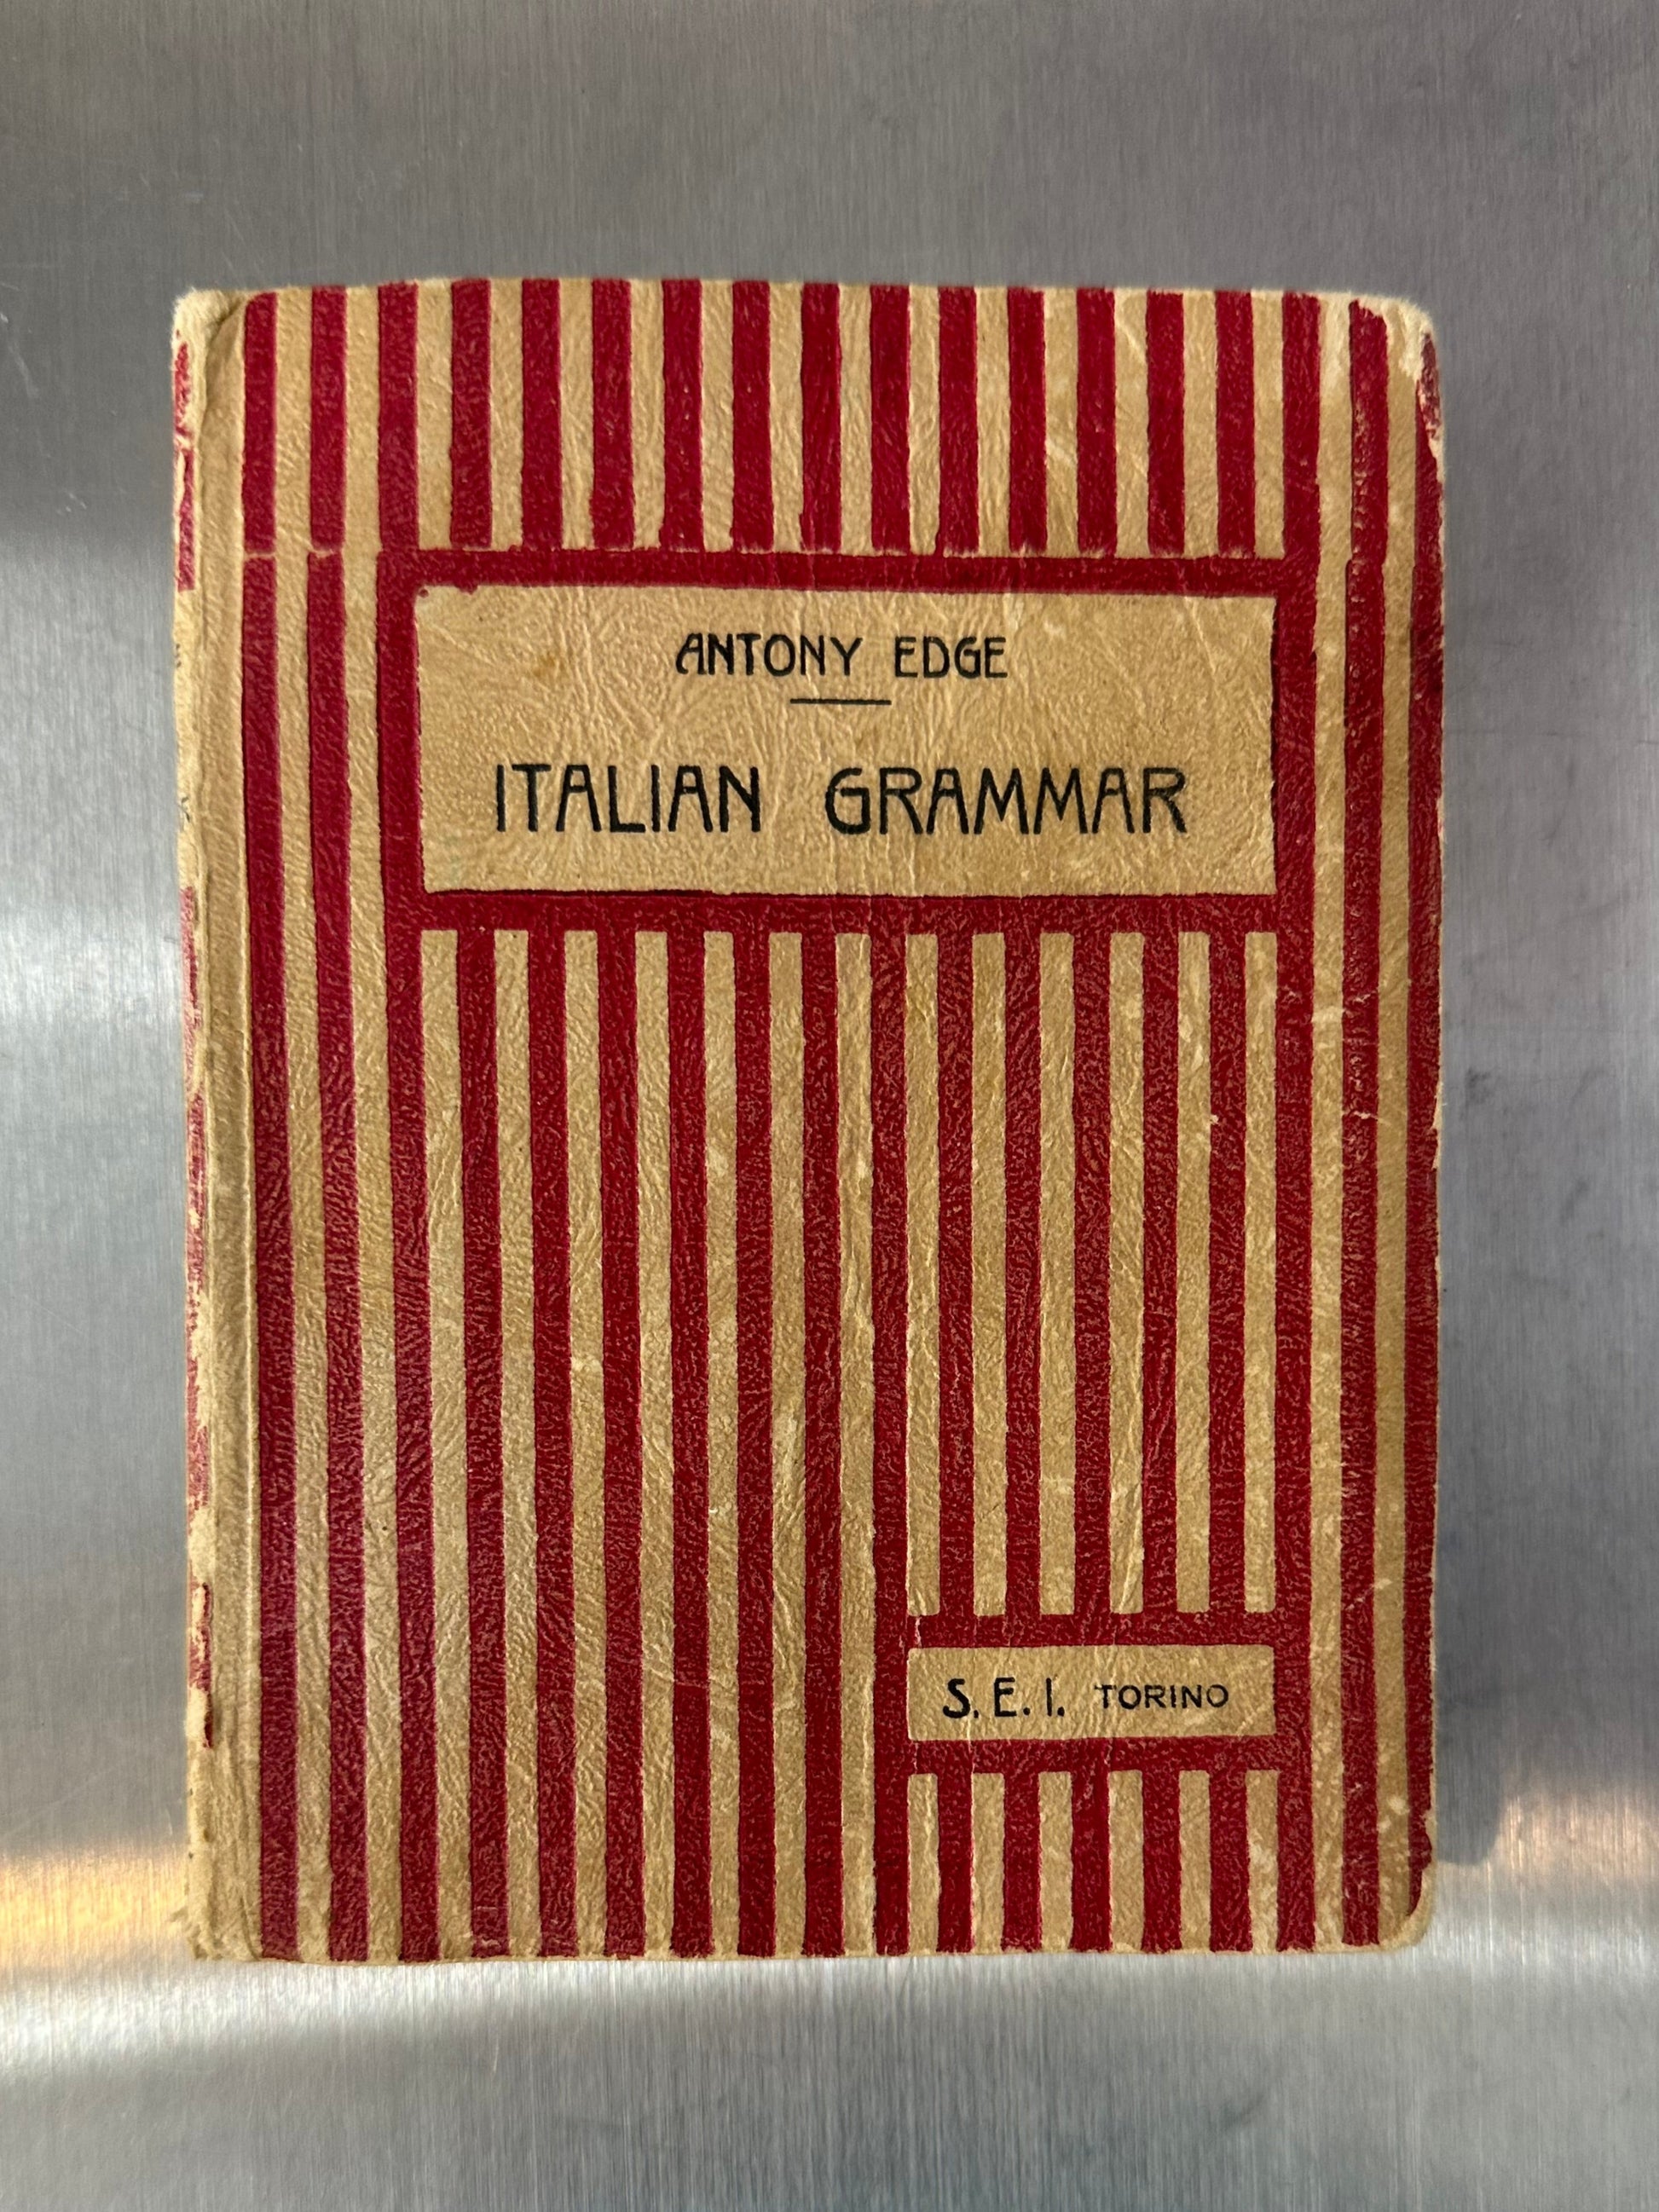 ANTONY EDGE
ITALIAN GRAMMAR
S. E. I. TORINO